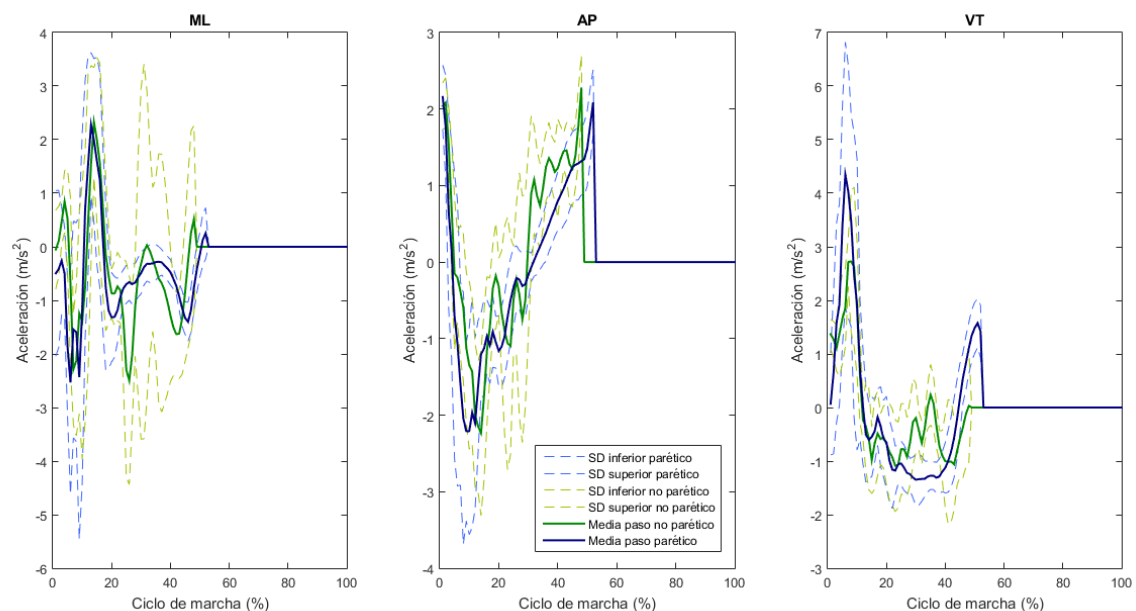 ML
4
3
2
1
0
-1
-2
-3
-4
-5
-6
0 20 40 60 80 100
Aceleración (m/s²)
Ciclo de marcha (%)
AP
3
2
1
0
-1
-2
-3
-4
0 20 40 60 80 100
Aceleración (m/s²)
Ciclo de marcha (%)
SD inferior parético
SD superior parético
SD inferior no parético
SD superior no parético
Media paso no parético
Media paso parético
VT
7
6
5
4
3
2
1
0
-1
-2
-3
0 20 40 60 80 100
Aceleración (m/s²)
Ciclo de marcha (%)